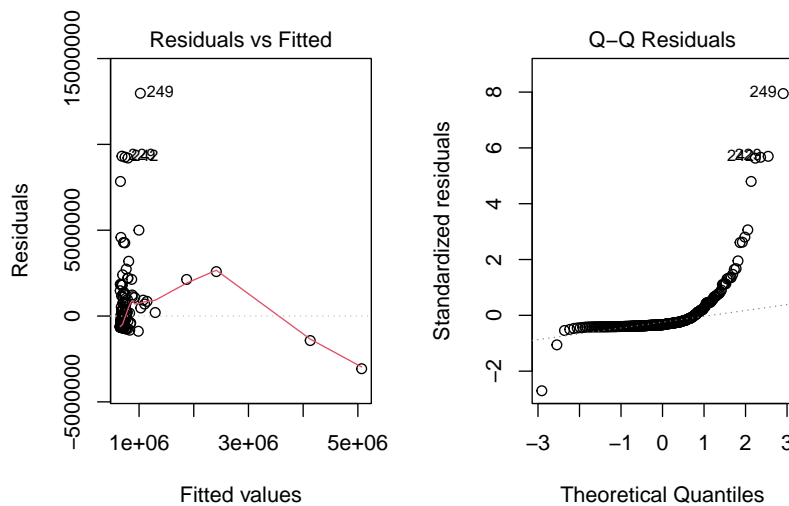 Residuals vs Fitted
15000000
5000000
0
−5000000
Residuals
249
1e+06 3e+06 5e+06
Fitted values
Q−Q Residuals
8
6
4
2
0
−2
Standardized residuals
249
−3 −1 0 1 2 3
Theoretical Quantiles